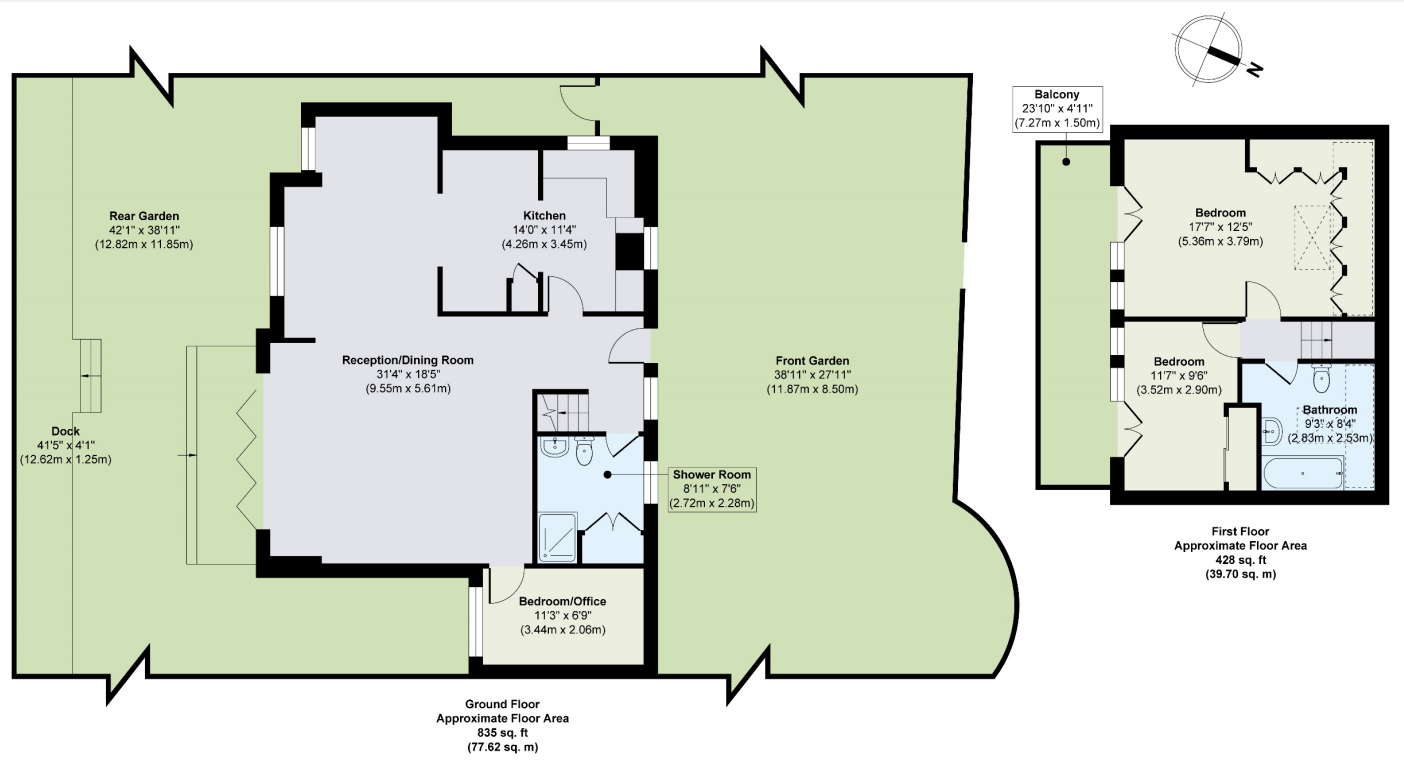 N
Balcony
23'10" x 4'11"
(7.27m x 1.50m)
Rear Garden
42'1" x 38'11"
(12.82m x 11.85m)
Kitchen
14'0" x 11'4"
(4.26m x 3.45m)
Bedroom
17'7" x 12'5"
(5.36m x 3.79m)
Reception/Dining Room
31'4" x 18'5"
(9.55m x 5.61m)
Front Garden
38'11" x 27'11"
(11.87m x 8.50m)
Bedroom
11'7" x 9'6"
(3.52m x 2.90m)
Bathroom
9'3" x 8'4"
(2.83m x 2.53m)
Dock
41'5" x 4'1"
(12.62m x 1.25m)
Shower Room
8'11" x 7'6"
(2.72m x 2.28m)
Bedroom/Office
11'3" x 6'9"
(3.44m x 2.06m)
First Floor
Approximate Floor Area
428 sq. ft
(39.70 sq. m)
Ground Floor
Approximate Floor Area
835 sq. ft
(77.62 sq. m)